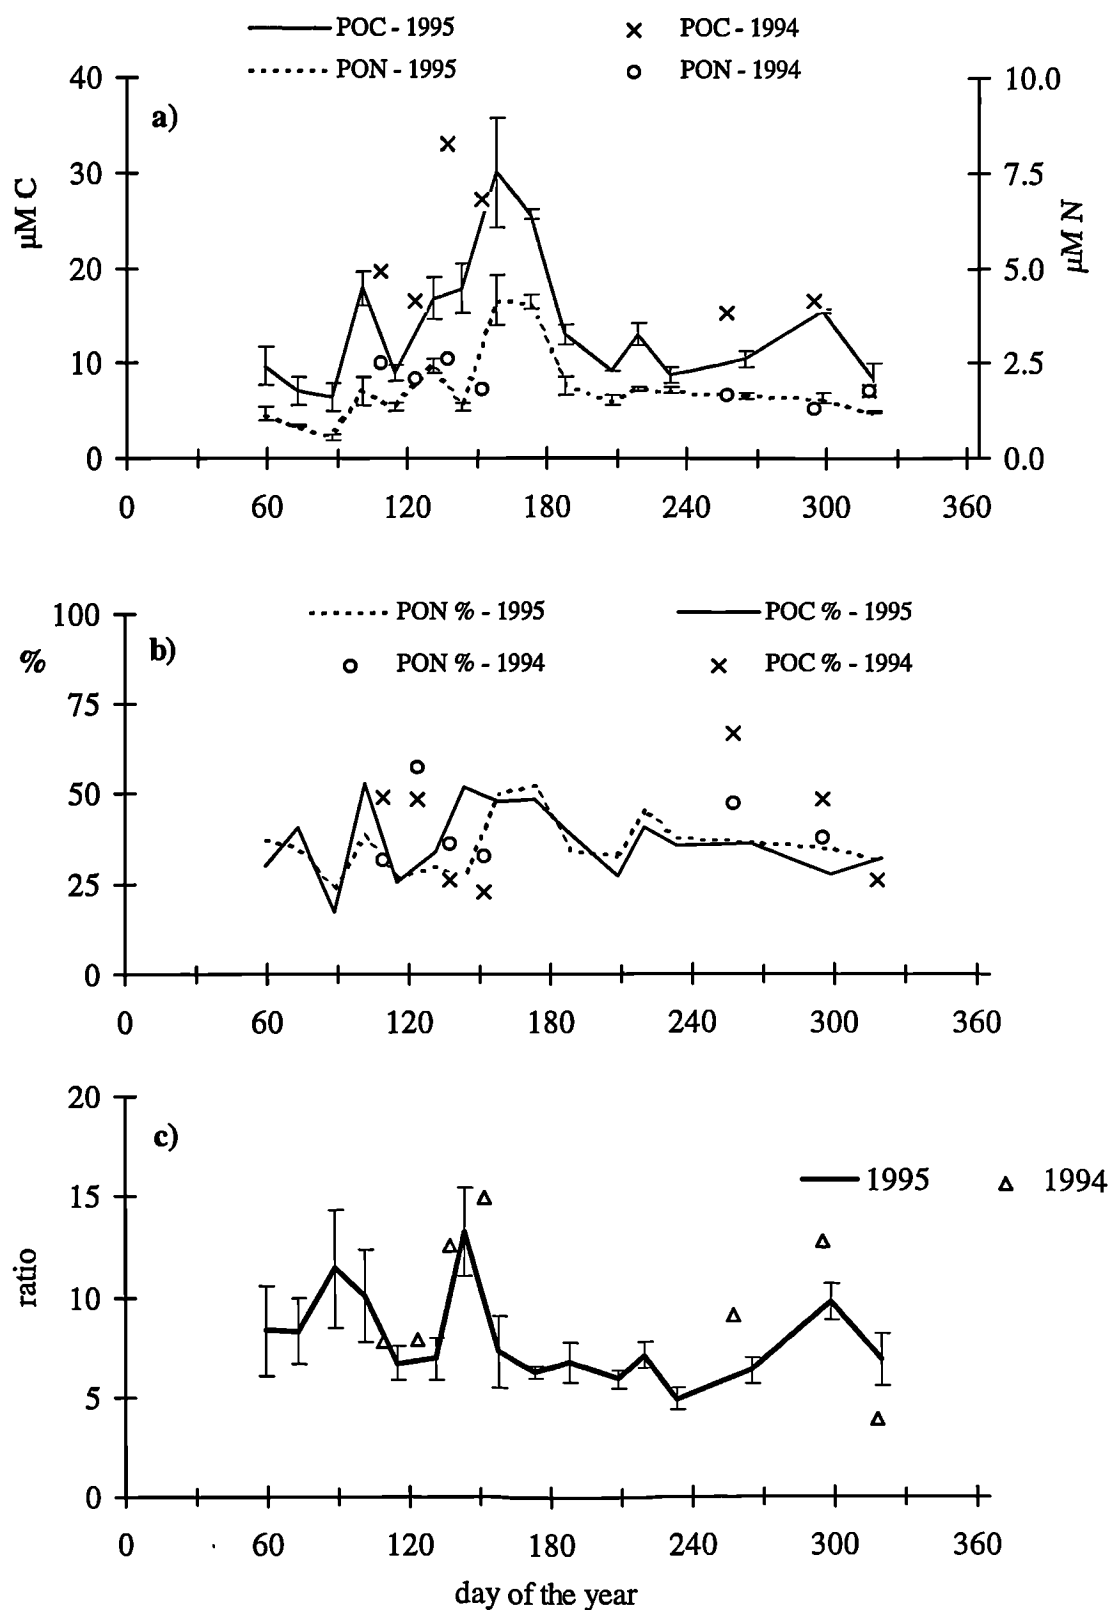 POC - 1995 POC - 1994
PON - 1995 PON - 1994
40 10.0
a)
30 7.5
µM C µM N
20 5.0
10 2.5
0 0.0
0 60 120 180 240 300 360
100 PON % - 1995 POC % - 1995
% b) PON % - 1994 POC % - 1994
75
50
25
0
0 60 120 180 240 300 360
20
c)
15 1995 1994
ratio
10
5
0
0 60 120 180 240 300 360
day of the year